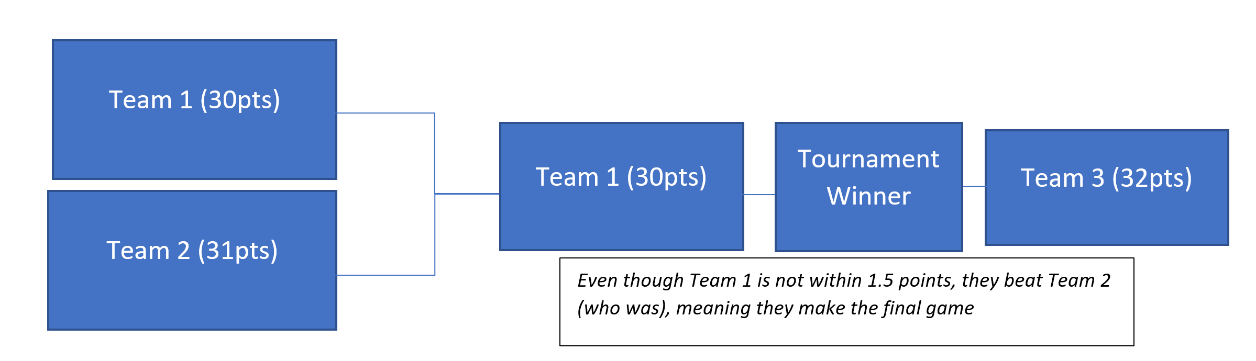 Team 1 (30pts)
Team 2 (31pts)
Team 1 (30pts)
Tournament
Winner
Team 3 (32pts)
Even though Team 1 is not within 1.5 points, they beat Team 2
(who was), meaning they make the final game